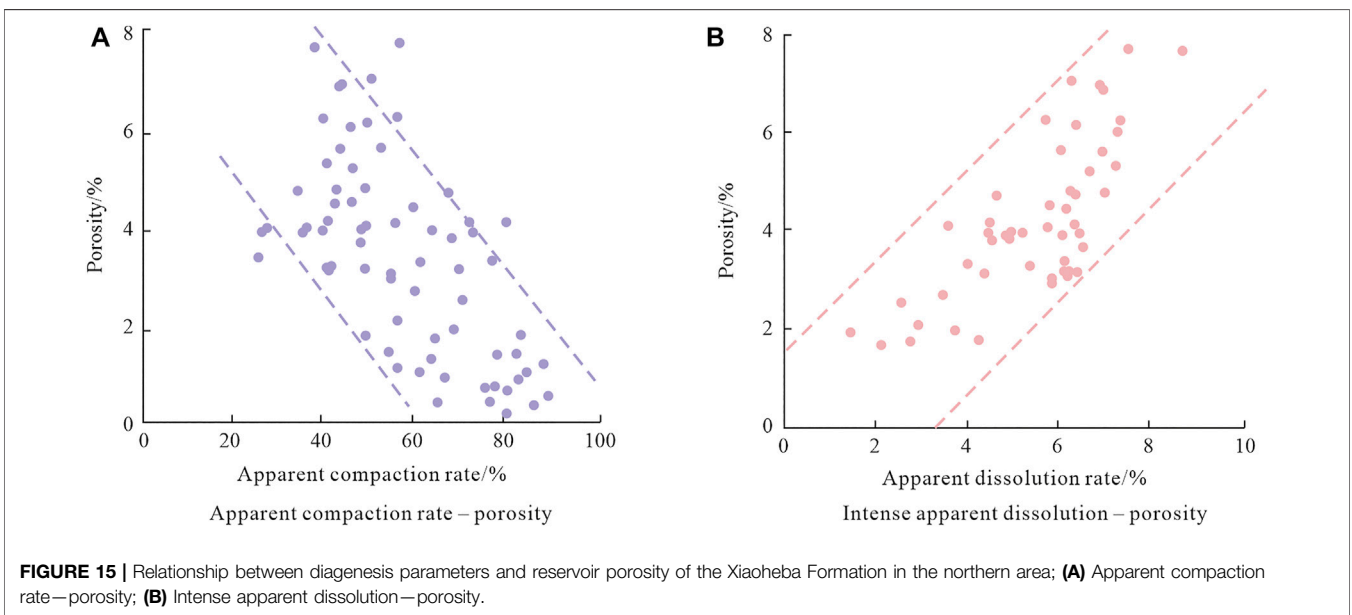 A
8
6
4
2
0
0 20 40 60 80 100
Porosity/%
Apparent compaction rate/%
Apparent compaction rate – porosity
B
8
6
4
2
0
0 2 4 6 8 10
Porosity/%
Apparent dissolution rate/%
Intense apparent dissolution – porosity
FIGURE 15 | Relationship between diagenesis parameters and reservoir porosity of the Xiaoheba Formation in the northern area; (A) Apparent compaction
rate—porosity; (B) Intense apparent dissolution—porosity.